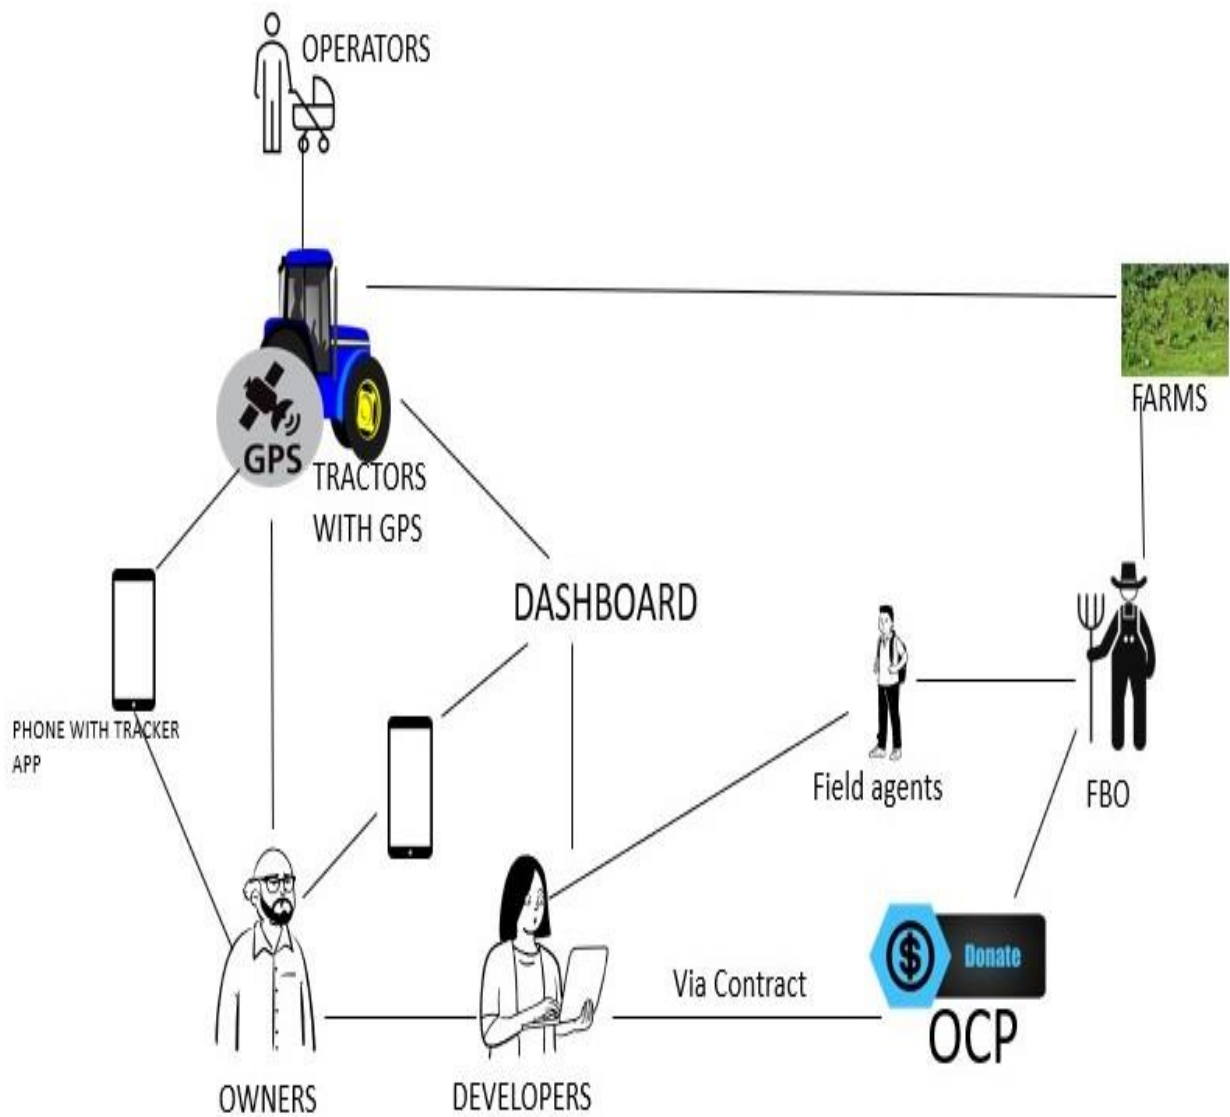 OPERATORS
FARMS
GPS
TRACTORS
WITH GPS
DASHBOARD
PHONE WITH TRACKER
APP
Field agents
FBO
Donate
Via Contract
OCP
OWNERS
DEVELOPERS